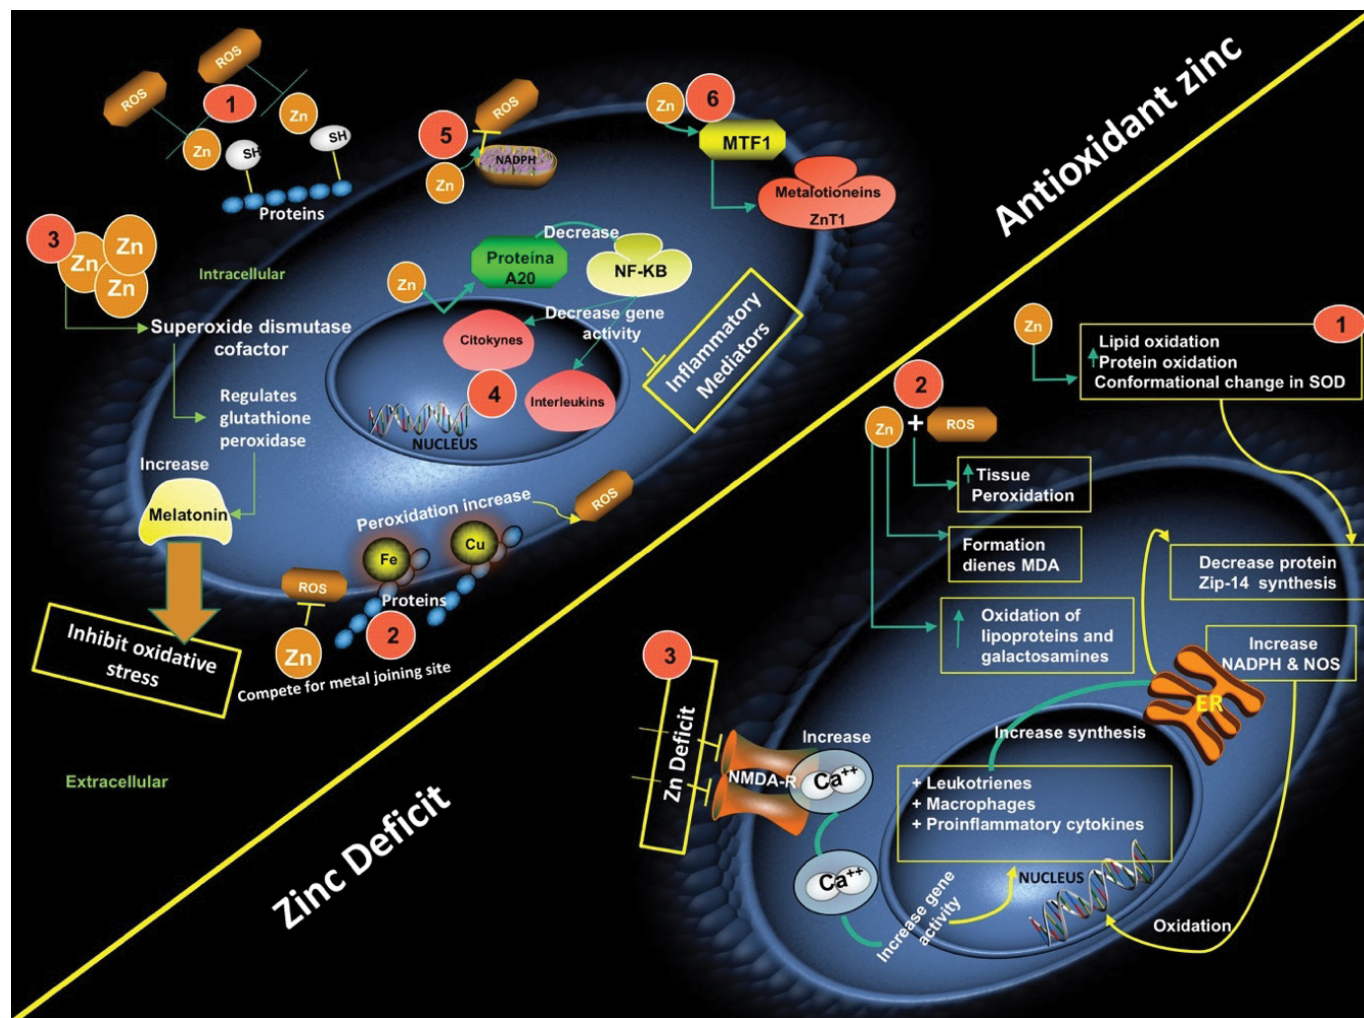 Antioxidant zinc
Zinc Deficit
ROS
ROS
1
Zn
Zn
SH
SH
Proteins
5
ROS
NADPH
Zn
Zn
6
MTF1
Metalotioneins
ZnT1
3
Zn
Zn
Zn
Intracellular
Superoxide dismutase
cofactor
Regulates
glutathione
peroxidase
Increase
Melatonin
Inhibit oxidative
stress
Extracellular
Zn
Proteína
A20
Decrease
NF-KB
Decrease gene
activity
Citokynes
Interleukins
4
NUCLEUS
Inflammatory
Mediators
Peroxidation increase
ROS
Fe
Cu
ROS
Zn
Proteins
2
Compete for metal joining site
Zn
1
Lipid oxidation
Protein oxidation
Conformational change in SOD
2
Zn
+
ROS
Tissue
Peroxidation
Formation
dienes MDA
Oxidation of
lipoproteins and
galactosamines
Decrease protein
Zip-14 synthesis
Increase
NADPH & NOS
ER
3
Zn Deficit
NMDA-R
Increase
Ca++
Ca++
Increase synthesis
+ Leukotrienes
+ Macrophages
+ Proinflammatory cytokines
NUCLEUS
Increase gene
activity
Oxidation